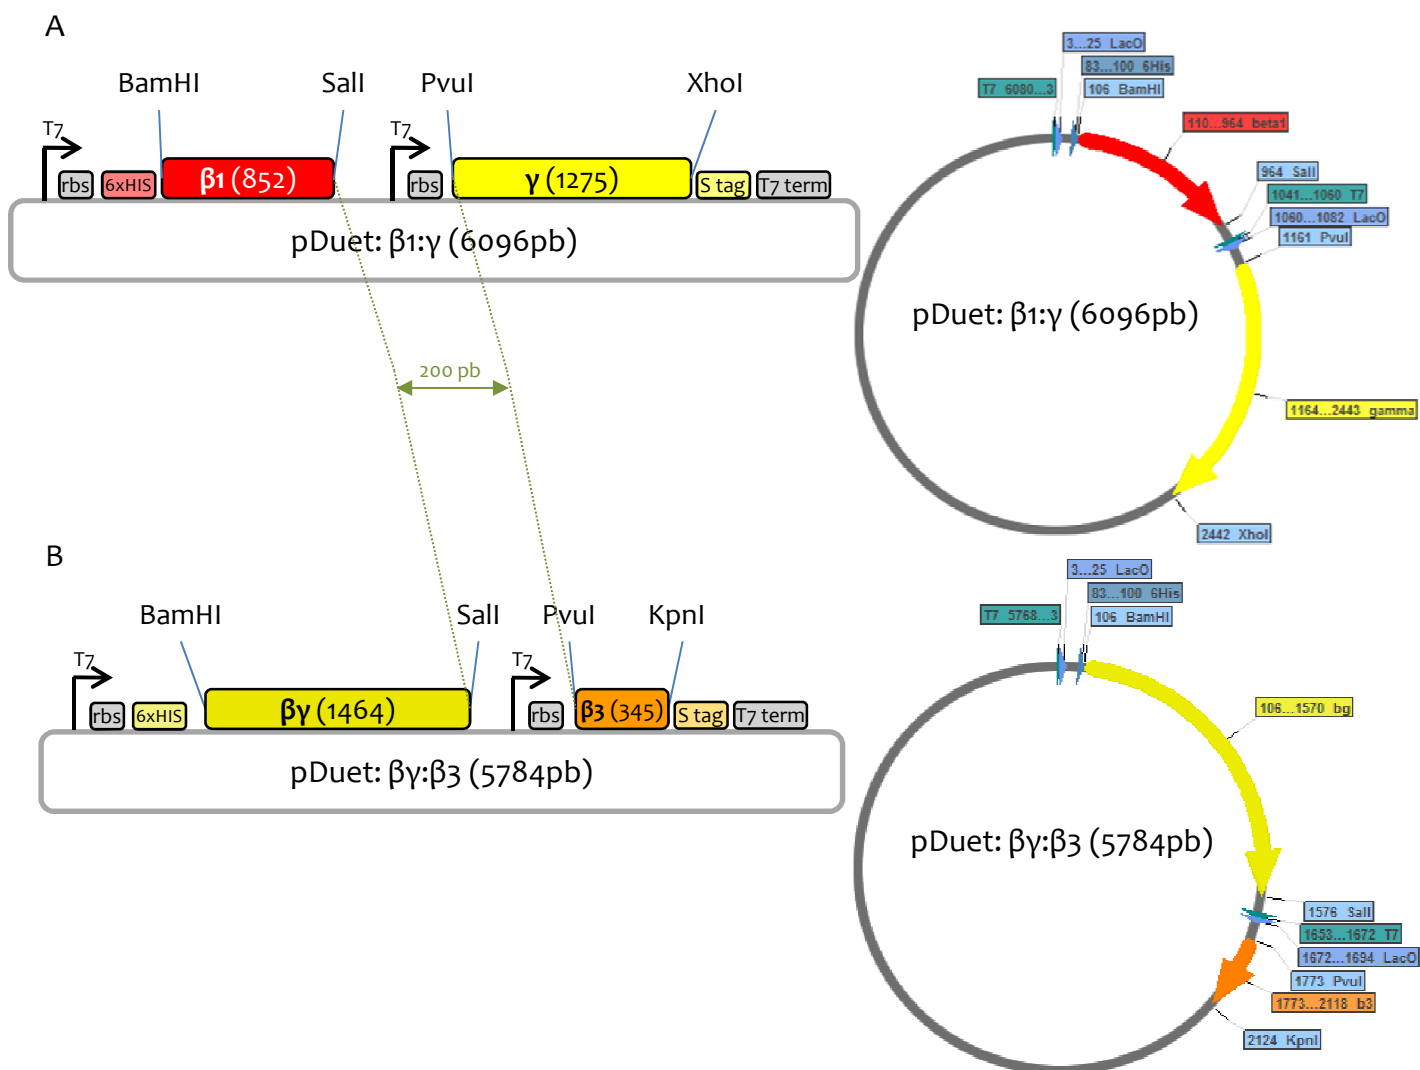 A
BamHI SalI PvuI XhoI
T7 T7
rbs 6xHIS β1 (852) rbs γ (1275) S tag T7 term
pDuet: β1:γ (6096pb)
200 pb
3...25 LacO
83...100 6His
T7 6080...3
106 BamHI
110...964 beta1
964 SalI
1041...1060 T7
1060...1082 LacO
1161 PvuI
pDuet: β1:γ (6096pb)
1164...2443 gamma
2442 XhoI
B
BamHI SalI PvuI KpnI
T7 T7
rbs 6xHIS βγ (1464) rbs β3 (345) S tag T7 term
pDuet: βγ:β3 (5784pb)
3...25 LacO
83...100 6His
T7 5768...3
106 BamHI
106...1570 bg
pDuet: βγ:β3 (5784pb)
1576 SalI
1653...1672 T7
1672...1694 LacO
1773 PvuI
1773...2118 b3
2124 KpnI